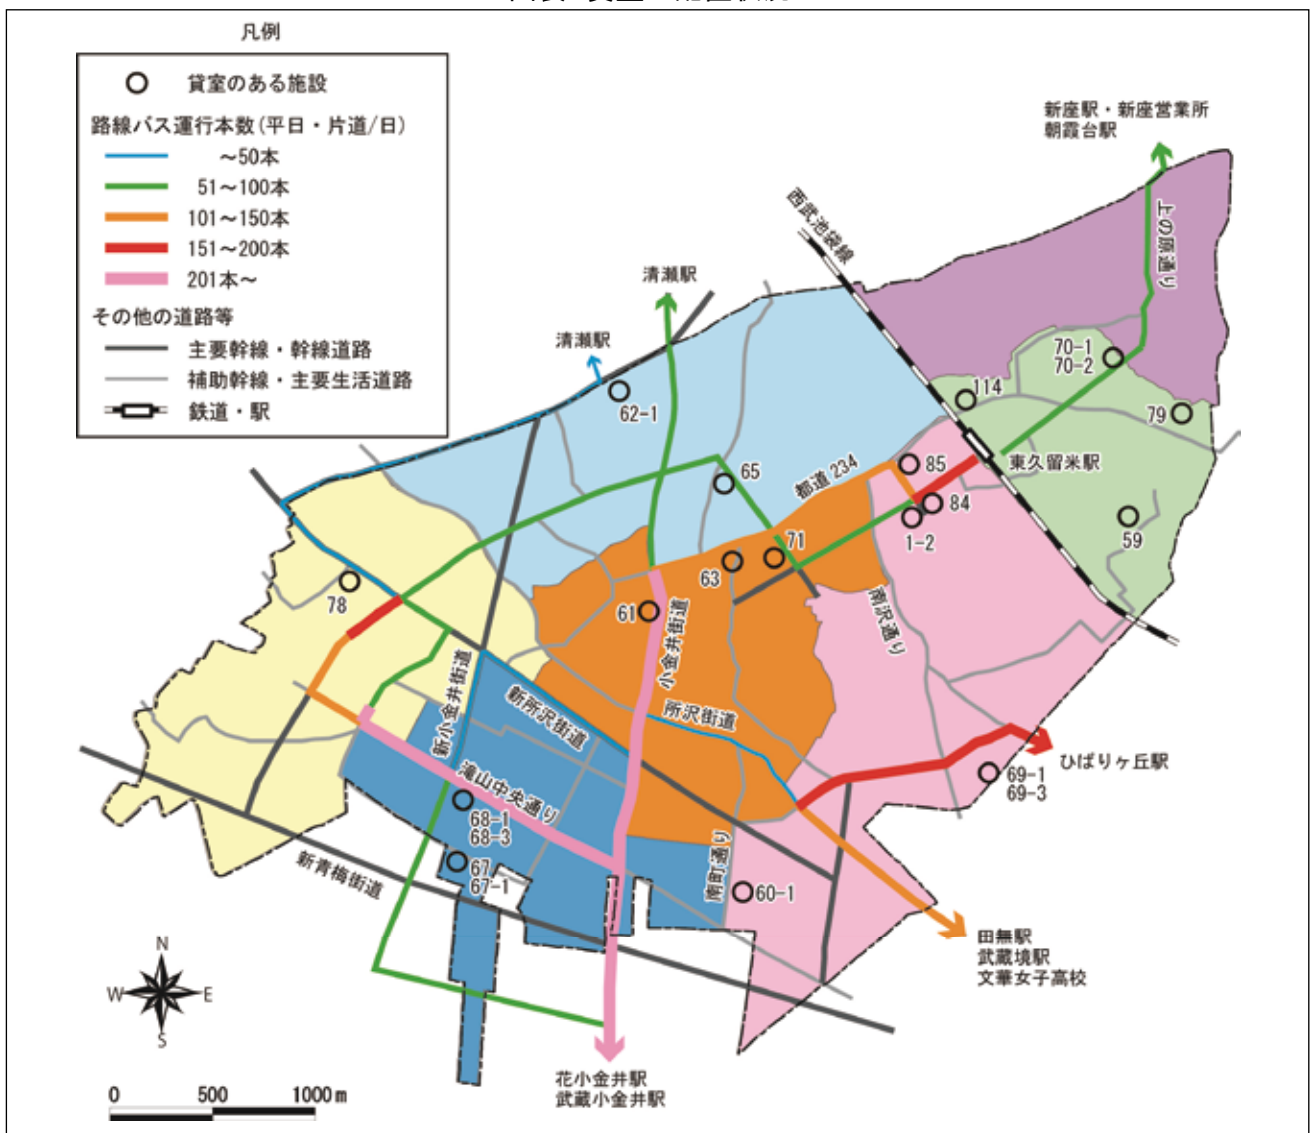 凡例
貸室のある施設
路線バス運行本数(平日・片道/日)
～50本
51～100本
101～150本
151～200本
201本～
その他の道路等
主要幹線・幹線道路
補助幹線・主要生活道路
鉄道・駅
新座駅・新座営業所
朝霞台駅
上の原通り
西武池袋線
清瀬駅
清瀬駅
62-1
70-1
70-2
114
79
東久留米駅
65
都道 234
85
84
1-2
59
71
63
61
78
小金井街道
南沢通り
新小金井街道
新所沢街道
所沢街道
滝山中央通り
ひばりヶ丘駅
69-1
69-3
68-1
68-3
67
67-1
新青梅街道
南町通り
60-1
田無駅
武蔵境駅
文華女子高校
N
W
E
S
0
500
1000m
花小金井駅
武蔵小金井駅